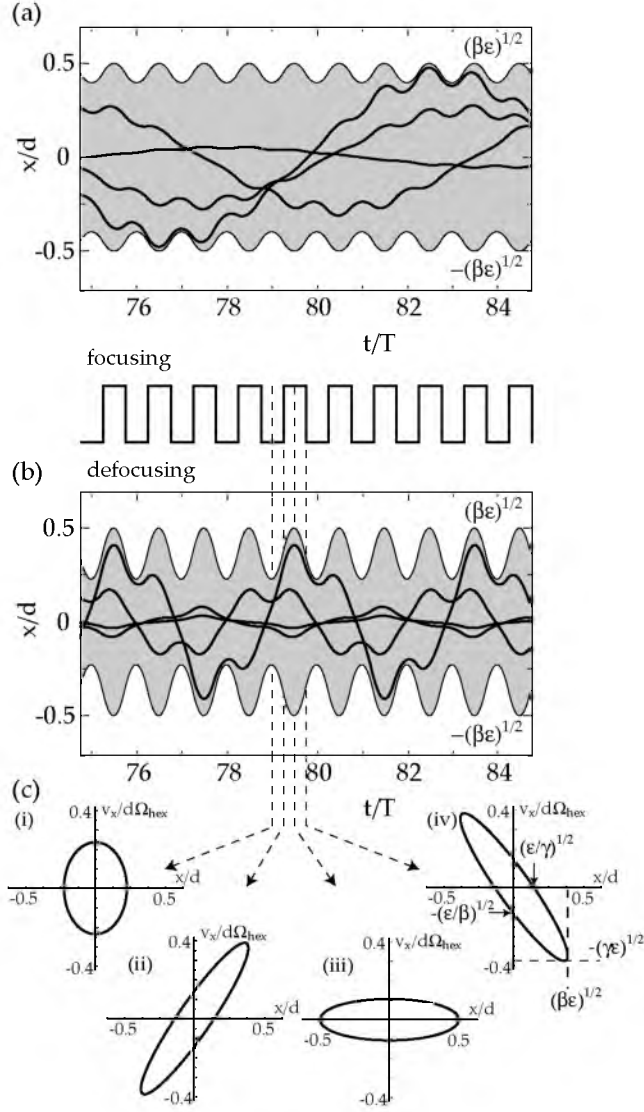 (a)
(βε)^{1/2}
0.5
x/d
0
-0.5
−(βε)^{1/2}
76 78 80 82 84
t/T
focusing
defocusing
(b)
(βε)^{1/2}
0.5
x/d
0
-0.5
−(βε)^{1/2}
76 78 80 82 84
t/T
(c)
(i)
v_x/dΩ_hex
0.4
x/d
-0.5 0.5
-0.4
(ii)
v_x/dΩ_hex
0.4
x/d
-0.5 0.5
-0.4
(iii)
v_x/dΩ_hex
0.4
x/d
-0.5 0.5
-0.4
(iv)
v_x/dΩ_hex
0.4
(ε/γ)^{1/2}
x/d
-0.5 0.5
-(ε/β)^{1/2}
-(γε)^{1/2}
-0.4
(βε)^{1/2}